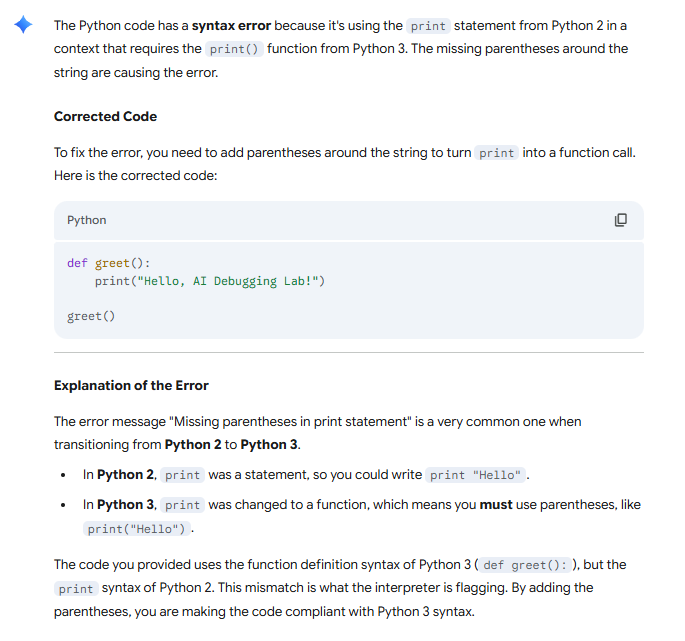 The Python code has a syntax error because it's using the print statement from Python 2 in a
context that requires the print() function from Python 3. The missing parentheses around the
string are causing the error.
Corrected Code
To fix the error, you need to add parentheses around the string to turn print into a function call.
Here is the corrected code:
Python
def greet():
    print("Hello, AI Debugging Lab!")
greet()
Explanation of the Error
The error message "Missing parentheses in print statement" is a very common one when
transitioning from Python 2 to Python 3.
• In Python 2, print was a statement, so you could write print "Hello".
• In Python 3, print was changed to a function, which means you must use parentheses, like
print("Hello").
The code you provided uses the function definition syntax of Python 3 (def greet():), but the
print syntax of Python 2. This mismatch is what the interpreter is flagging. By adding the
parentheses, you are making the code compliant with Python 3 syntax.